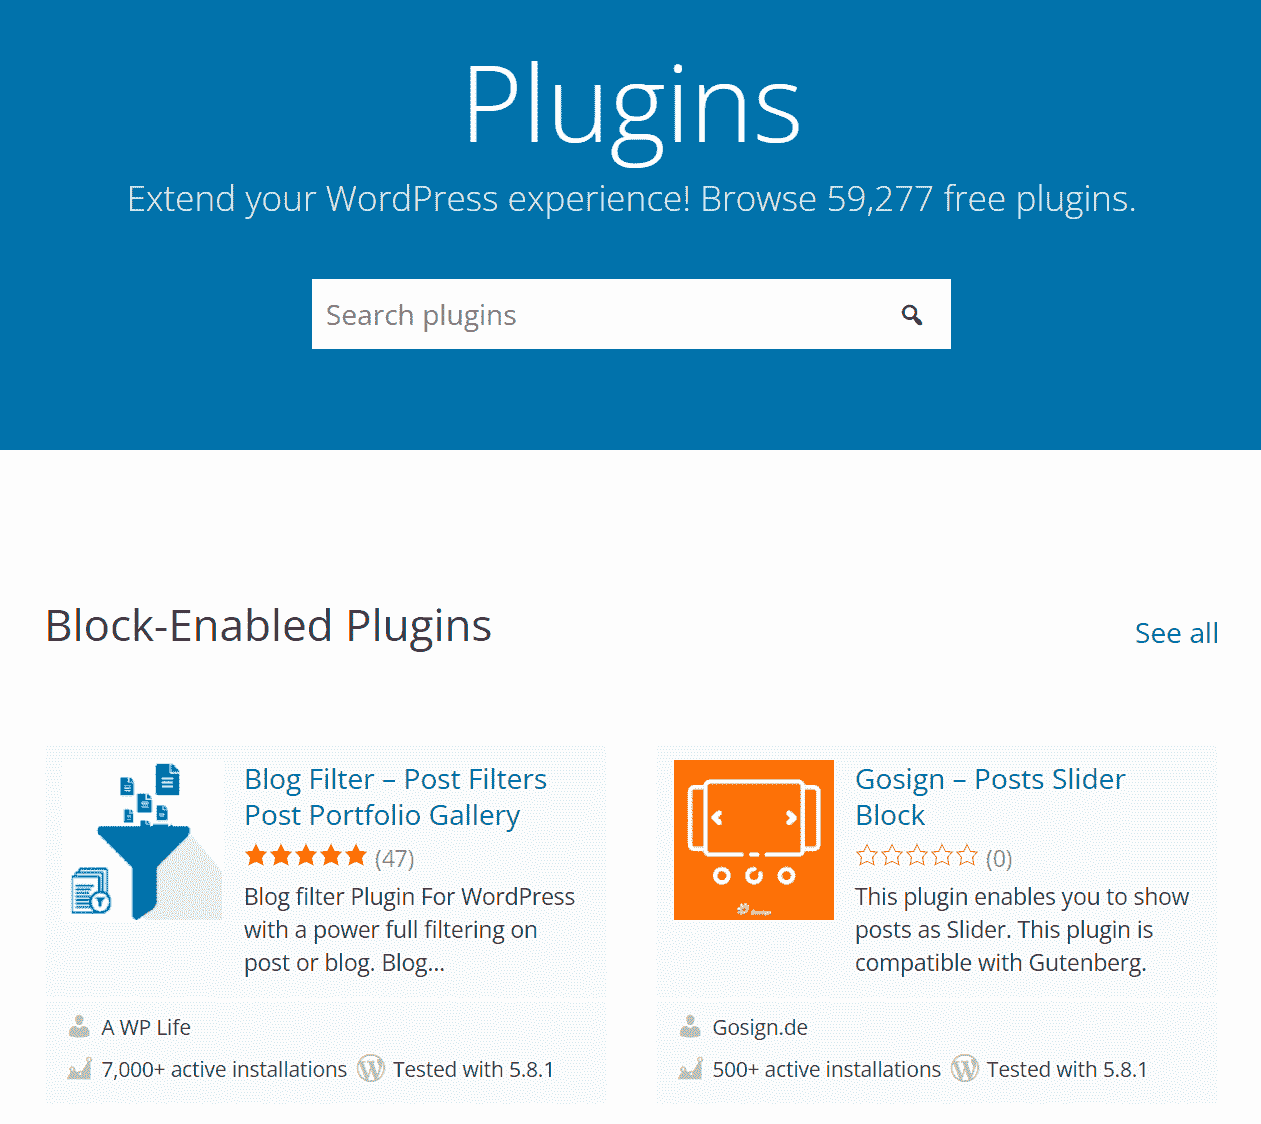 Plugins
Extend your WordPress experience! Browse 59,277 free plugins.
Search plugins
Block-Enabled Plugins
See all
Blog Filter – Post Filters
Post Portfolio Gallery
(47)
Blog filter Plugin For WordPress
with a power full filtering on
post or blog. Blog...
A WP Life
7,000+ active installations
Tested with 5.8.1
Gosign – Posts Slider
Block
(0)
This plugin enables you to show
posts as Slider. This plugin is
compatible with Gutenberg.
Gosign.de
500+ active installations
Tested with 5.8.1